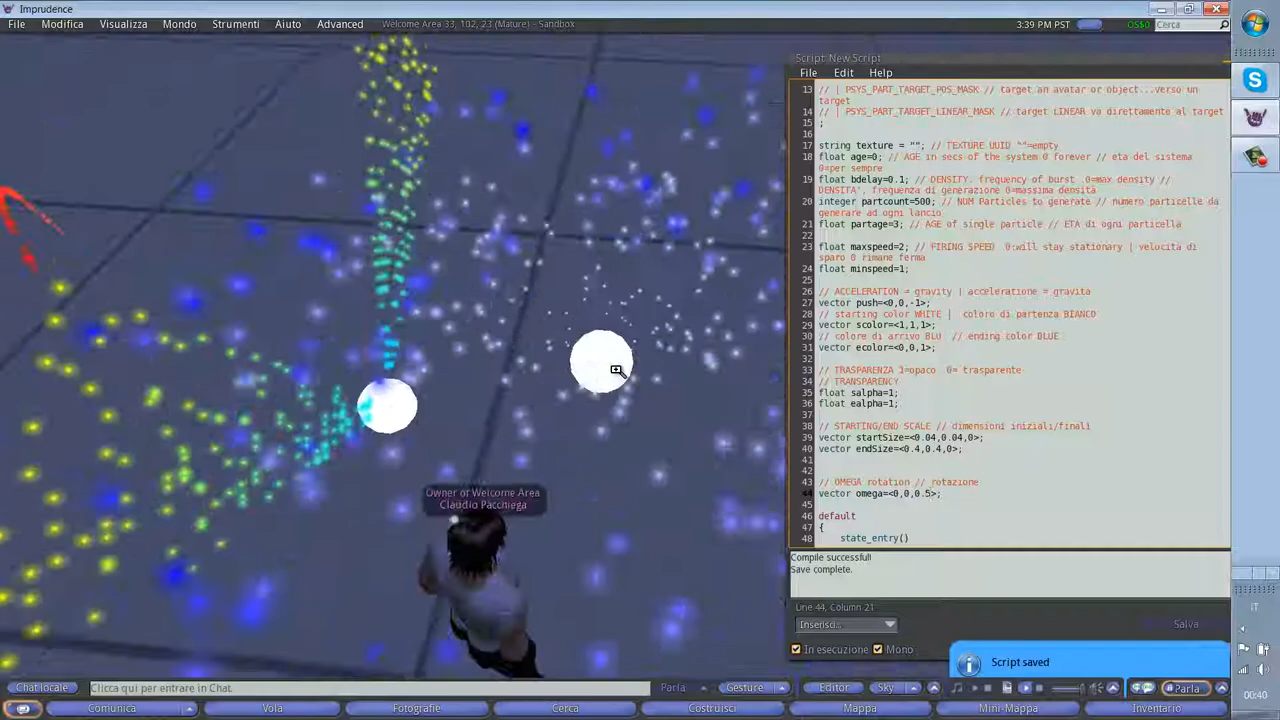 Imprudence
File Modifica Visualizza Mondo Strumenti Aiuto Advanced Welcome Area 33, 102, 23 (Mature) - Sandbox 3:39 PM PST OS$0 Cerca
Script: New Script
File Edit Help
13 // | PSYS_PART_TARGET_POS_MASK // target an avatar or object...verso un
target
14 // | PSYS_PART_TARGET_LINEAR_MASK // target LINEAR va direttamente al target
15 ;
16
17 string texture = ""; // TEXTURE UUID ""=empty
18 float age=0; // AGE in secs of the system 0 forever // eta del sistema
0=per sempre
19 float bdelay=0.1; // DENSITY. frequency of burst .0=max density //
DENSITA', frequenza di generazione 0=massima densità
20 integer partcount=500; // NUM Particles to generate // numero particelle da
generare ad ogni lancio
21 float partage=3; // AGE of single particle // ETA di ogni particella
22
23 float maxspeed=2; // FIRING SPEED 0:will stay stationary | velocita di
sparo 0 rimane ferma
24 float minspeed=1;
25
26 // ACCELERATION = gravity | accelerazione = gravita
27 vector push=<0,0,-1>;
28 // starting color WHITE | colore di partenza BIANCO
29 vector scolor=<1,1,1>;
30 // colore di arrivo BLU // ending color BLUE
31 vector ecolor=<0,0,1>;
32
33 // TRASPARENZA 1=opaco 0= trasparente
34 // TRANSPARENCY
35 float salpha=1;
36 float ealpha=1;
37
38 // STARTING/END SCALE // dimensioni iniziali/finali
39 vector startSize=<0.04,0.04,0>;
40 vector endSize=<0.4,0.4,0>;
41
42
43 // OMEGA rotation // rotazione
44 vector omega=<0,0,0.5>;
45
46 default
47 {
48 state_entry()
Owner of Welcome Area
Claudio Pacchiega
Compile successful!
Save complete.
Line 44, Column 21
Inserisci... Salva
In esecuzione Mono
Script saved
IT
Chat locale Clicca qui per entrare in Chat. Parla Gesture Editor Sky Parla
Comunica Vola Fotografie Cerca Costruisci Mappa Mini-Mappa Inventario
00:40